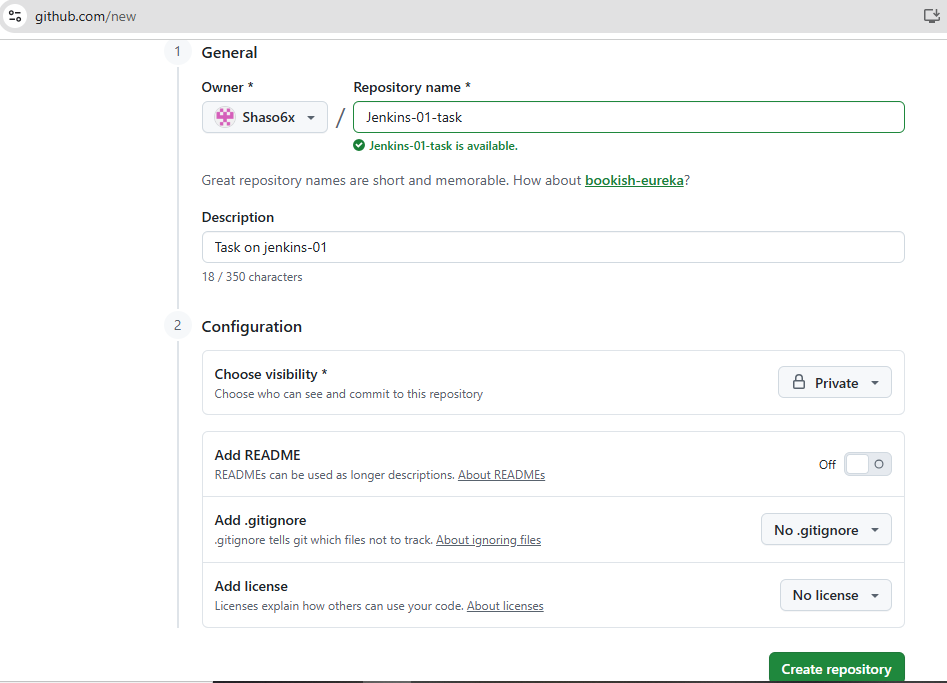 github.com/new
1 General
Owner * Repository name *
Shaso6x / Jenkins-01-task
Jenkins-01-task is available.
Great repository names are short and memorable. How about bookish-eureka?
Description
Task on jenkins-01
18 / 350 characters
2 Configuration
Choose visibility *
Choose who can see and commit to this repository
Private
Add README
READMEs can be used as longer descriptions. About READMEs
Off
Add .gitignore
.gitignore tells git which files not to track. About ignoring files
No .gitignore
Add license
Licenses explain how others can use your code. About licenses
No license
Create repository